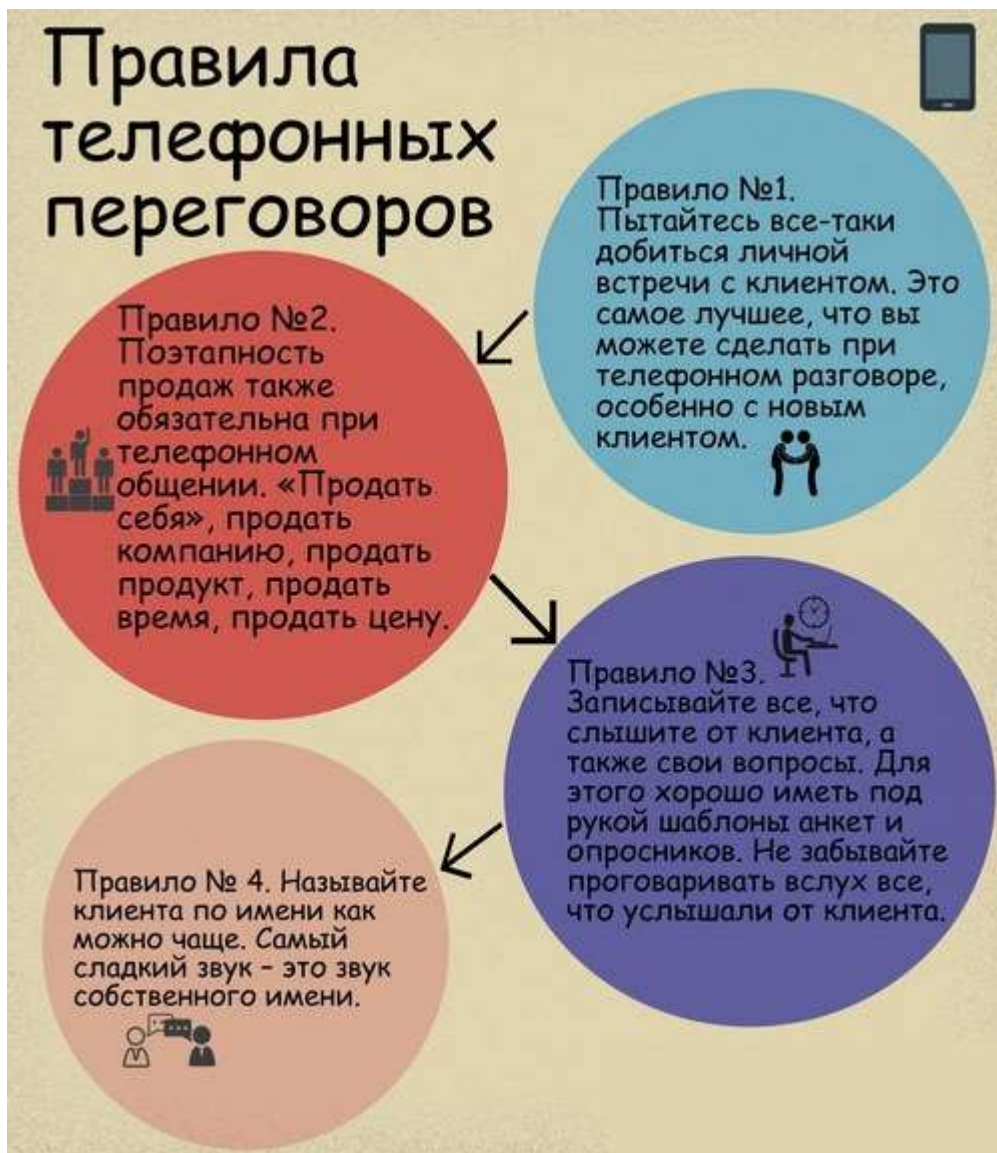 Правила
телефонных
переговоров
Правило №1.
Пытайтесь все-таки
добиться личной
встречи с клиентом. Это
самое лучшее, что вы
можете сделать при
телефонном разговоре,
особенно с новым
клиентом.
Правило №2.
Поэтапность
продаж также
обязательна при
телефонном
общении. «Продать
себя», продать
компанию, продать
продукт, продать
время, продать цену.
Правило №3.
Записывайте все, что
слышите от клиента, а
также свои вопросы. Для
этого хорошо иметь под
рукой шаблоны анкет и
опросников. Не забывайте
проговаривать вслух все,
что услышали от клиента.
Правило № 4. Называйте
клиента по имени как
можно чаще. Самый
сладкий звук – это звук
собственного имени.